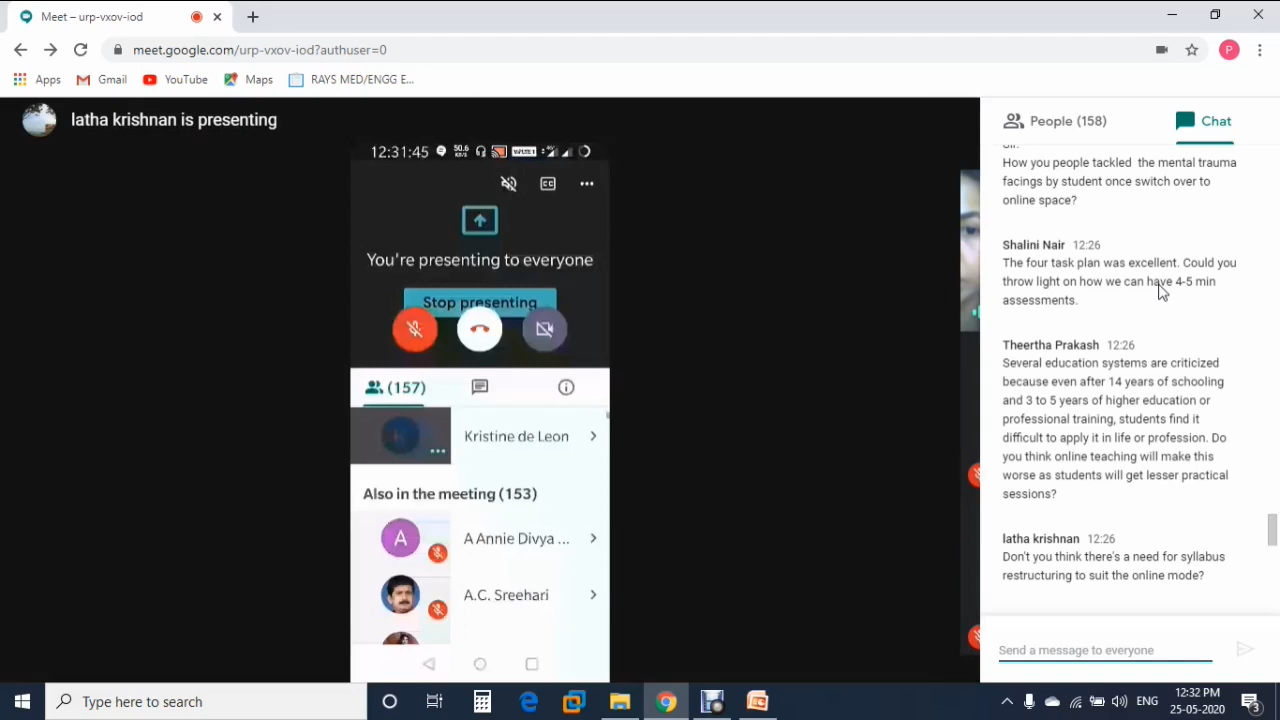 Meet – urp-vxov-iod
meet.google.com/urp-vxov-iod?authuser=0
P
Apps Gmail YouTube Maps RAYS MED/ENGG E...
latha krishnan is presenting
People (158) Chat
12:31:45 50.6 KB/S
You're presenting to everyone
Stop presenting
(157)
Kristine de Leon
Also in the meeting (153)
A
A Annie Divya ...
A.C. Sreehari
How you people tackled the mental trauma
facings by student once switch over to
online space?
Shalini Nair 12:26
The four task plan was excellent. Could you
throw light on how we can have 4-5 min
assessments.
Theertha Prakash 12:26
Several education systems are criticized
because even after 14 years of schooling
and 3 to 5 years of higher education or
professional training, students find it
difficult to apply it in life or profession. Do
you think online teaching will make this
worse as students will get lesser practical
sessions?
latha krishnan 12:26
Don't you think there's a need for syllabus
restructuring to suit the online mode?
Send a message to everyone
Type here to search
ENG
12:32 PM
25-05-2020
3